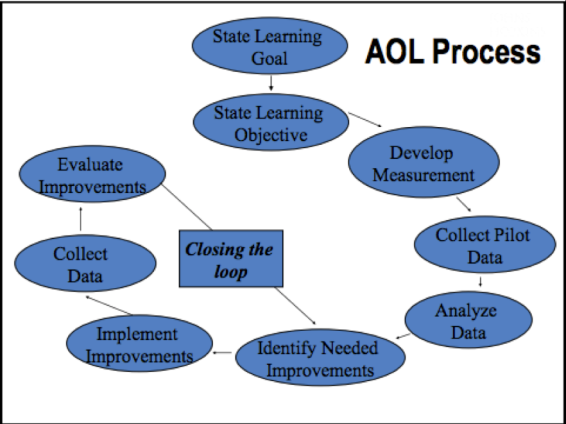 State Learning
Goal
AOL Process
State Learning
Objective
Develop
Measurement
Collect Pilot
Data
Analyze
Data
Identify Needed
Improvements
Implement
Improvements
Collect
Data
Evaluate
Improvements
Closing the
loop